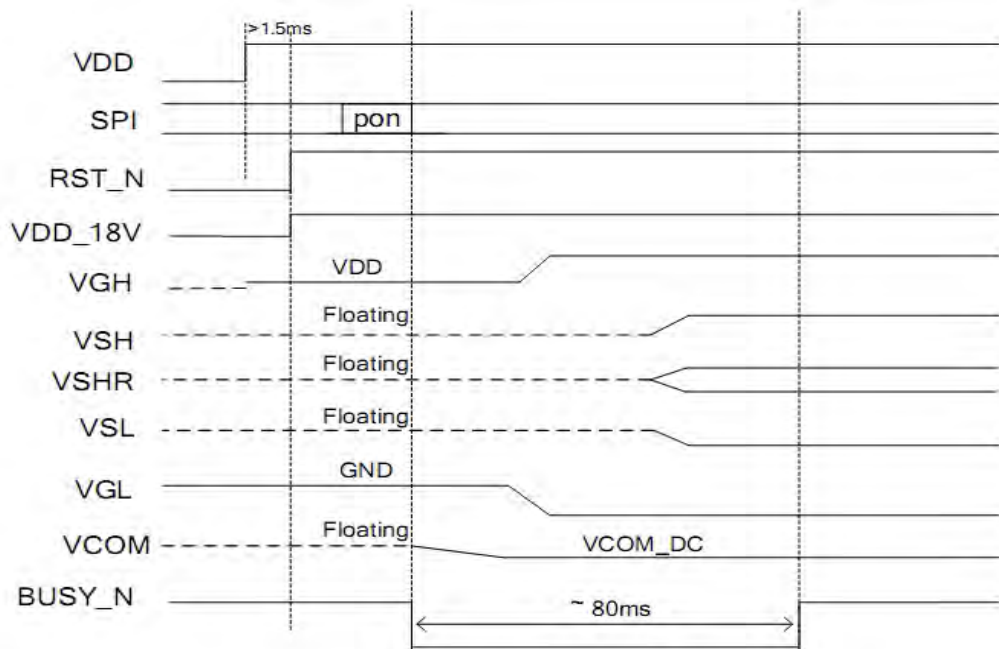 >1.5ms
VDD
SPI
pon
RST_N
VDD_18V
VGH
VDD
VSH
Floating
VSHR
Floating
VSL
Floating
VGL
GND
VCOM
Floating
VCOM_DC
BUSY_N
~ 80ms